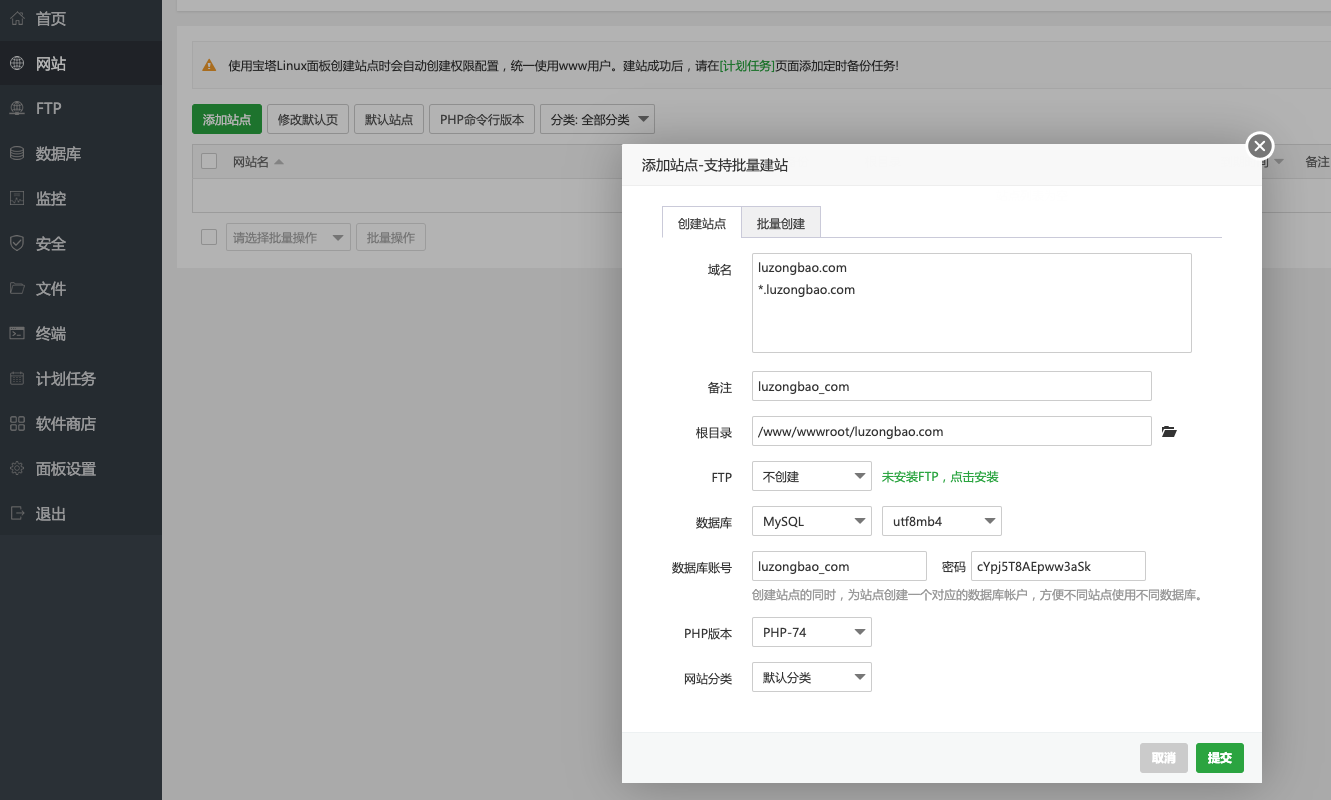 首页
网站
FTP
数据库
监控
安全
文件
终端
计划任务
软件商店
面板设置
退出
使用宝塔Linux面板创建站点时会自动创建权限配置，统一使用www用户。建站成功后，请在[计划任务]页面添加定时备份任务!
添加站点 修改默认页 默认站点 PHP命令行版本 分类: 全部分类
网站名 备注
请选择批量操作 批量操作
添加站点-支持批量建站
创建站点 批量创建
域名 luzongbao.com
*.luzongbao.com
备注 luzongbao_com
根目录 /www/wwwroot/luzongbao.com
FTP 不创建 未安装FTP，点击安装
数据库 MySQL utf8mb4
数据库账号 luzongbao_com 密码 cYpj5T8AEpww3aSk
创建站点的同时，为站点创建一个对应的数据库帐户，方便不同站点使用不同数据库。
PHP版本 PHP-74
网站分类 默认分类
取消 提交